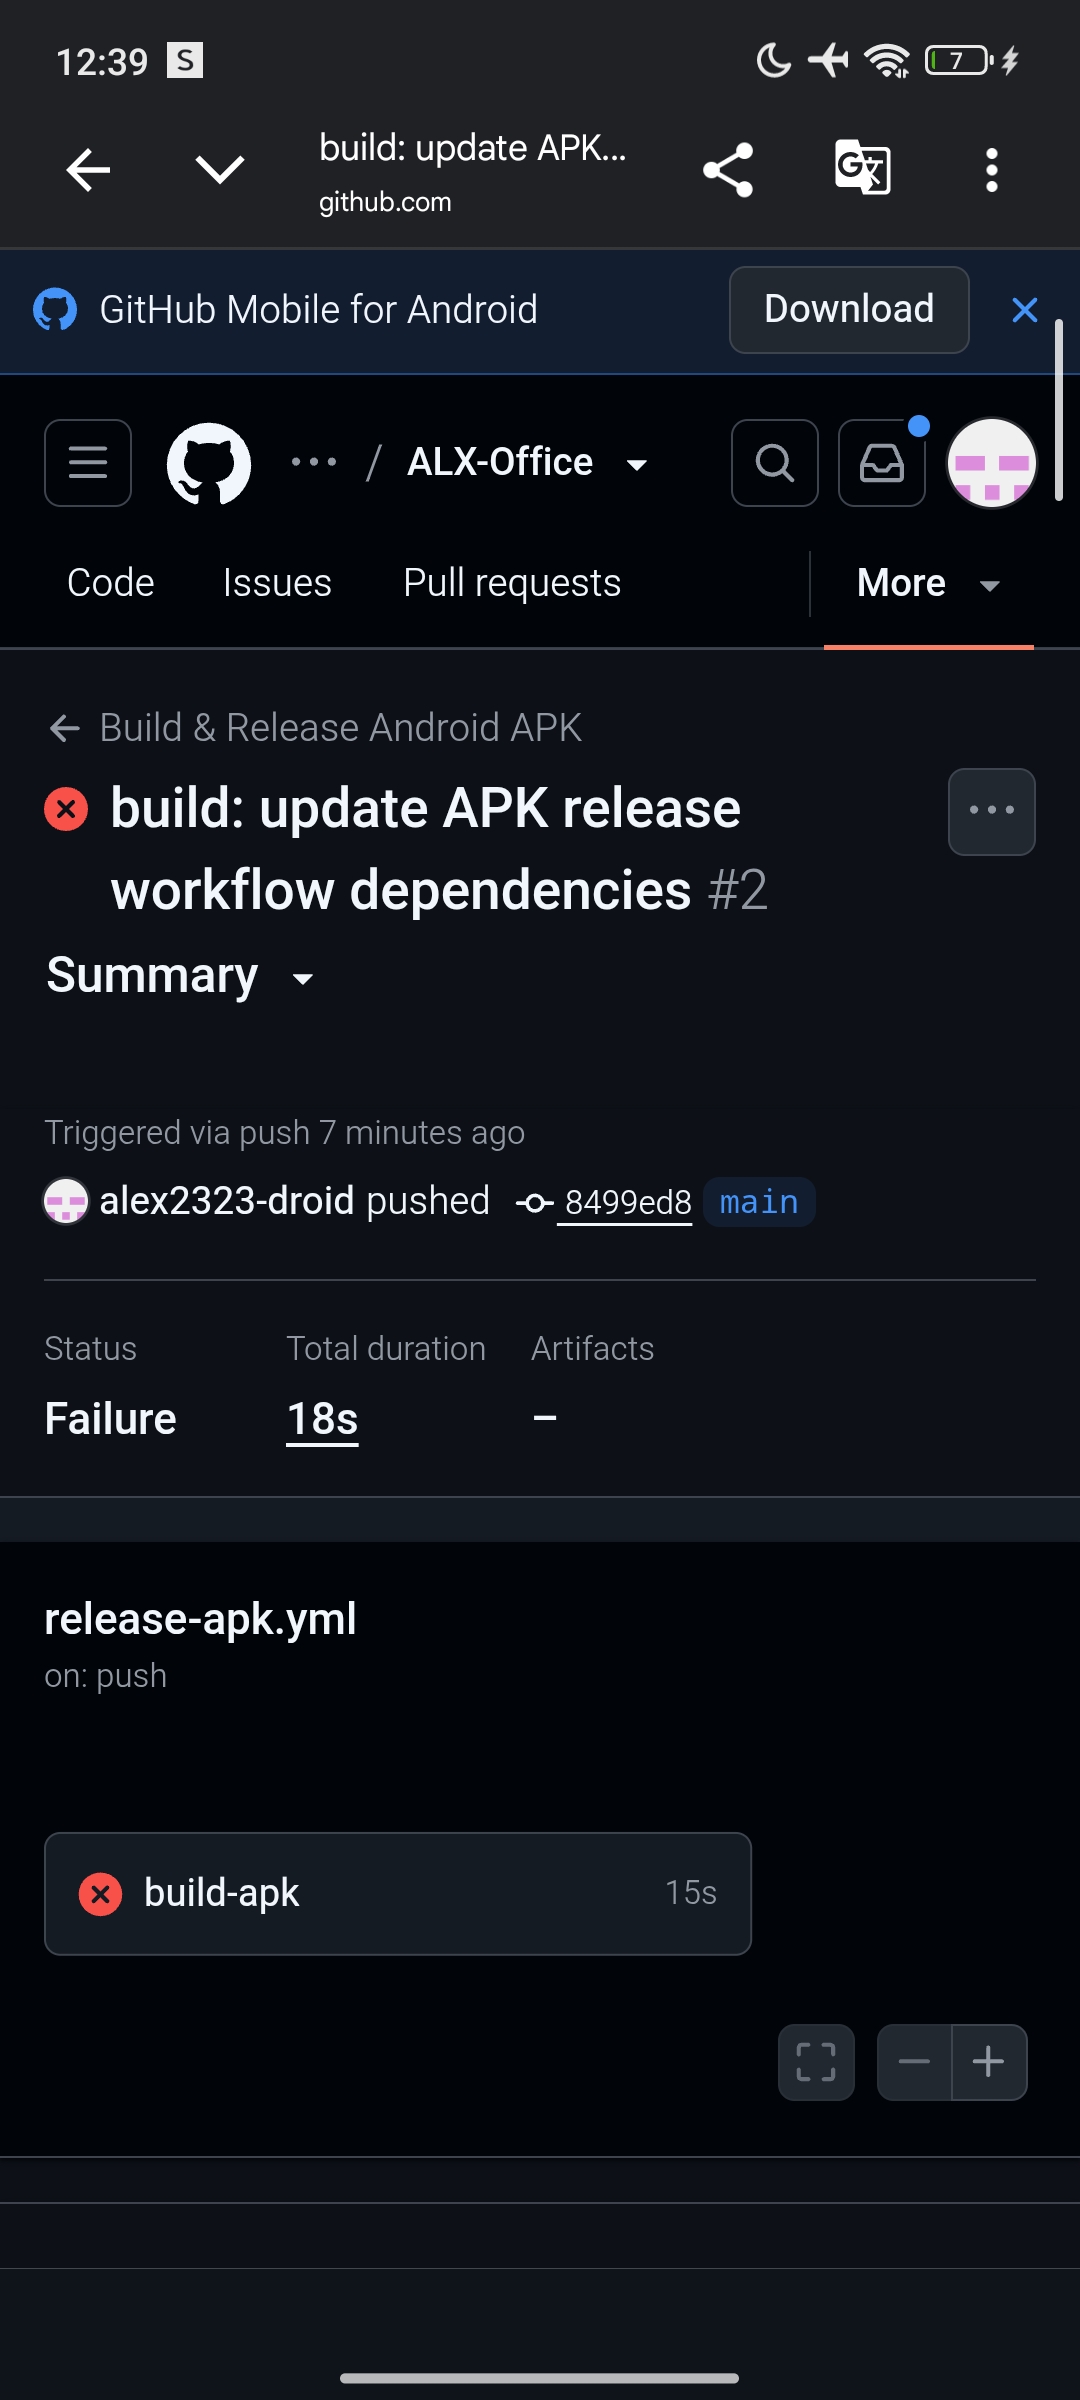 12:39 S 7
build: update APK...
github.com
GitHub Mobile for Android Download
/ ALX-Office
Code Issues Pull requests More
Build & Release Android APK
build: update APK release
workflow dependencies #2
Summary
Triggered via push 7 minutes ago
alex2323-droid pushed 8499ed8 main
Status Total duration Artifacts
Failure 18s –
release-apk.yml
on: push
build-apk 15s